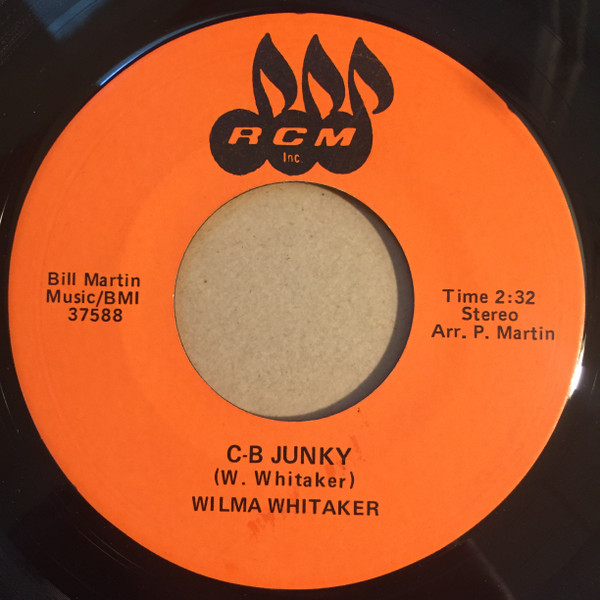 RCM
Inc.
Bill Martin
Music/BMI
37588
Time 2:32
Stereo
Arr. P. Martin
C-B JUNKY
(W. Whitaker)
WILMA WHITAKER